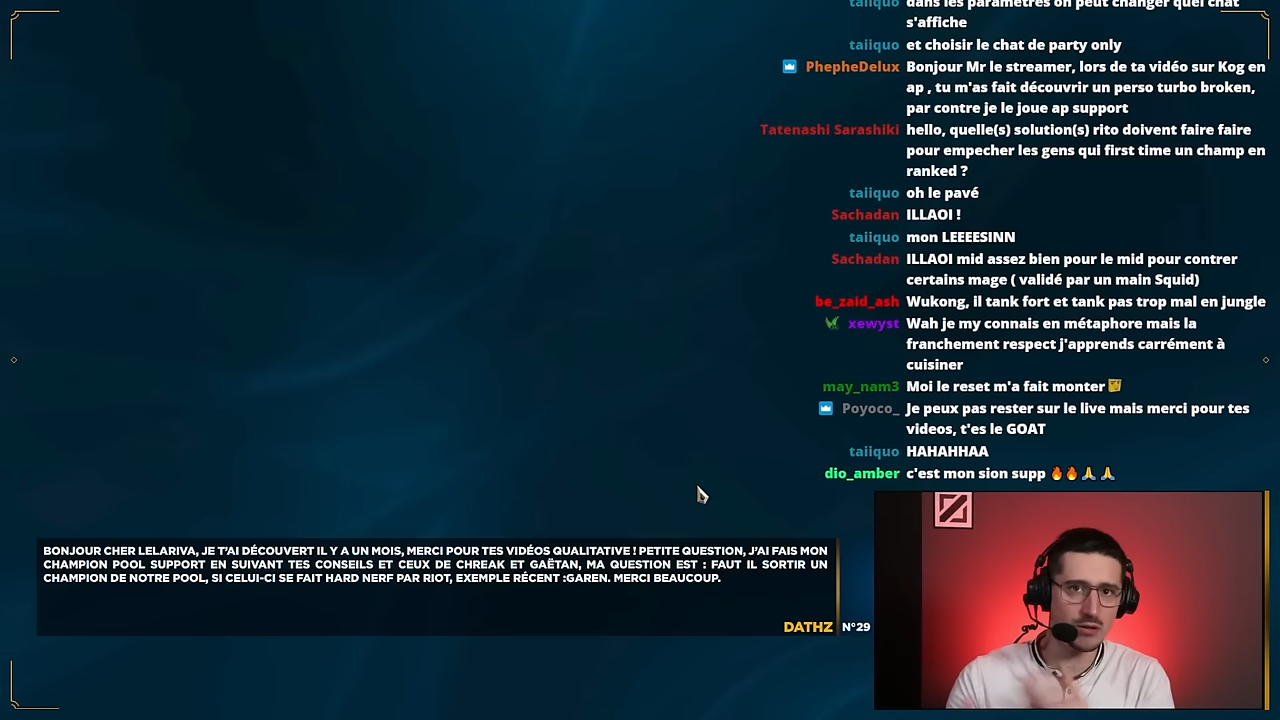 taiiquo dans les paramètres on peut changer quel chat
s'affiche
taiiquo et choisir le chat de party only
PhepheDelux Bonjour Mr le streamer, lors de ta vidéo sur Kog en
ap , tu m'as fait découvrir un perso turbo broken,
par contre je le joue ap support
Tatenashi Sarashiki hello, quelle(s) solution(s) rito doivent faire faire
pour empecher les gens qui first time un champ en
ranked ?
taiiquo oh le pavé
Sachadan ILLAOI !
taiiquo mon LEEEESINN
Sachadan ILLAOI mid assez bien pour le mid pour contrer
certains mage ( validé par un main Squid)
be_zaid_ash Wukong, il tank fort et tank pas trop mal en jungle
xewyst Wah je my connais en métaphore mais la
franchement respect j'apprends carrément à
cuisiner
may_nam3 Moi le reset m'a fait monter
Poyoco_ Je peux pas rester sur le live mais merci pour tes
videos, t'es le GOAT
taiiquo HAHAHHAA
dio_amber c'est mon sion supp 🔥🔥🙏🙏
BONJOUR CHER LELARIVA, JE T'AI DÉCOUVERT IL Y A UN MOIS, MERCI POUR TES VIDÉOS QUALITATIVE ! PETITE QUESTION, J'AI FAIS MON
CHAMPION POOL SUPPORT EN SUIVANT TES CONSEILS ET CEUX DE CHREAK ET GAËTAN, MA QUESTION EST : FAUT IL SORTIR UN
CHAMPION DE NOTRE POOL, SI CELUI-CI SE FAIT HARD NERF PAR RIOT, EXEMPLE RÉCENT :GAREN. MERCI BEAUCOUP.
DATHZ N°29